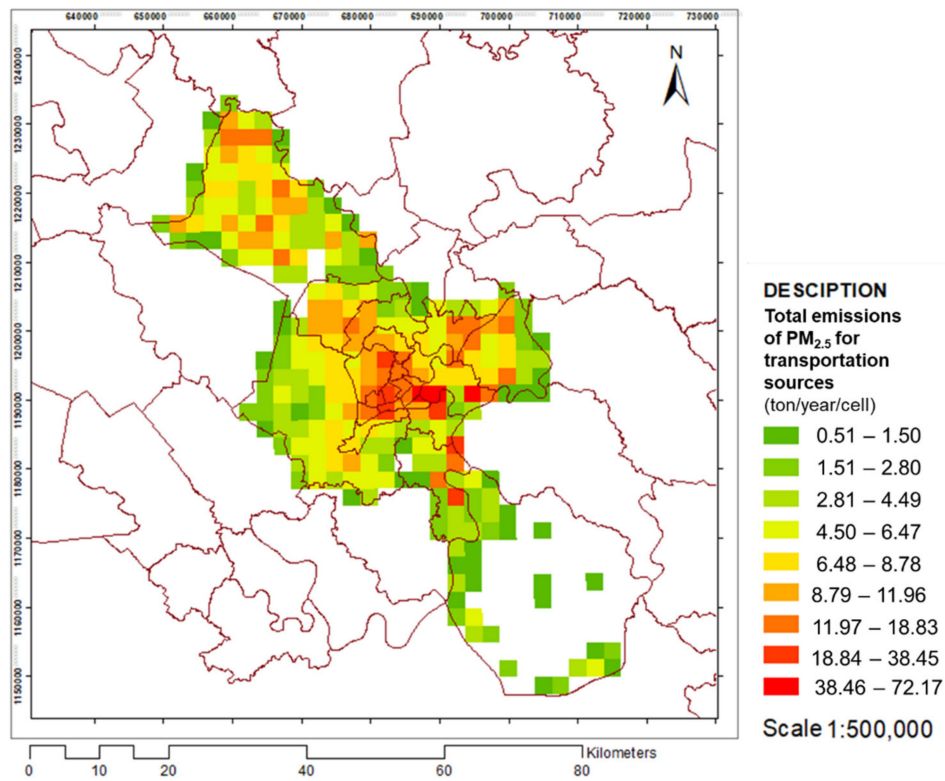 640000 650000 660000 670000 680000 690000 700000 710000 720000 730000
N
1240000
1230000
1220000
1210000
1200000
1190000
1180000
1170000
1160000
1150000
DESCIPTION
Total emissions
of PM2.5 for
transportation
sources
(ton/year/cell)
0.51 – 1.50
1.51 – 2.80
2.81 – 4.49
4.50 – 6.47
6.48 – 8.78
8.79 – 11.96
11.97 – 18.83
18.84 – 38.45
38.46 – 72.17
Scale 1:500,000
Kilometers
0 10 20 40 60 80